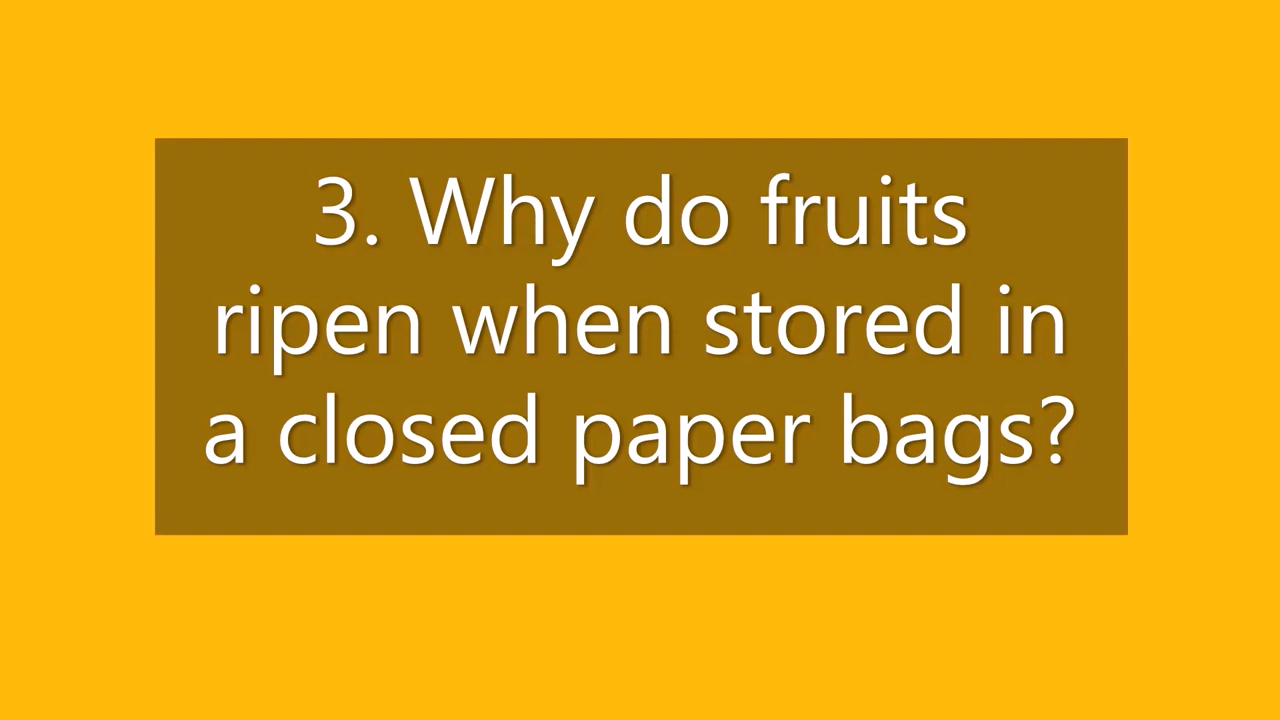 3. Why do fruits
ripen when stored in
a closed paper bags?